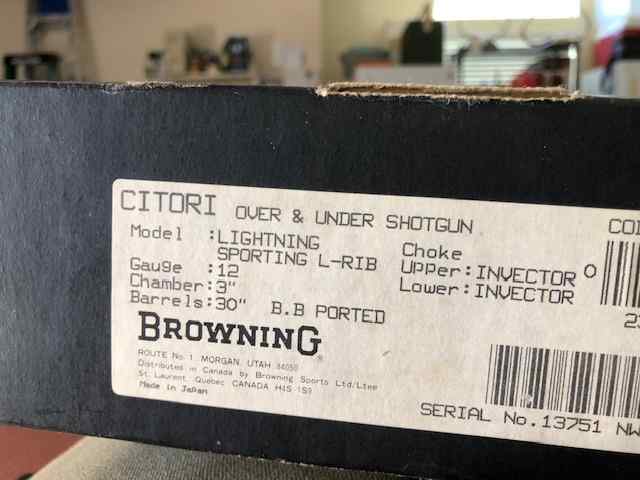 CITORI OVER & UNDER SHOTGUN
Model :LIGHTNING
SPORTING L-RIB
Gauge :12
Chamber:3"
Barrels:30" B.B PORTED
Choke
Upper:INVECTOR O
Lower:INVECTOR
BROWNING
ROUTE No. 1, MORGAN, UTAH 84050
Distributed in Canada by Browning Sports Ltd/Ltee
St. Laurent, Quebec CANADA H4S 1S9
Made in Japan
SERIAL No.13751 NW